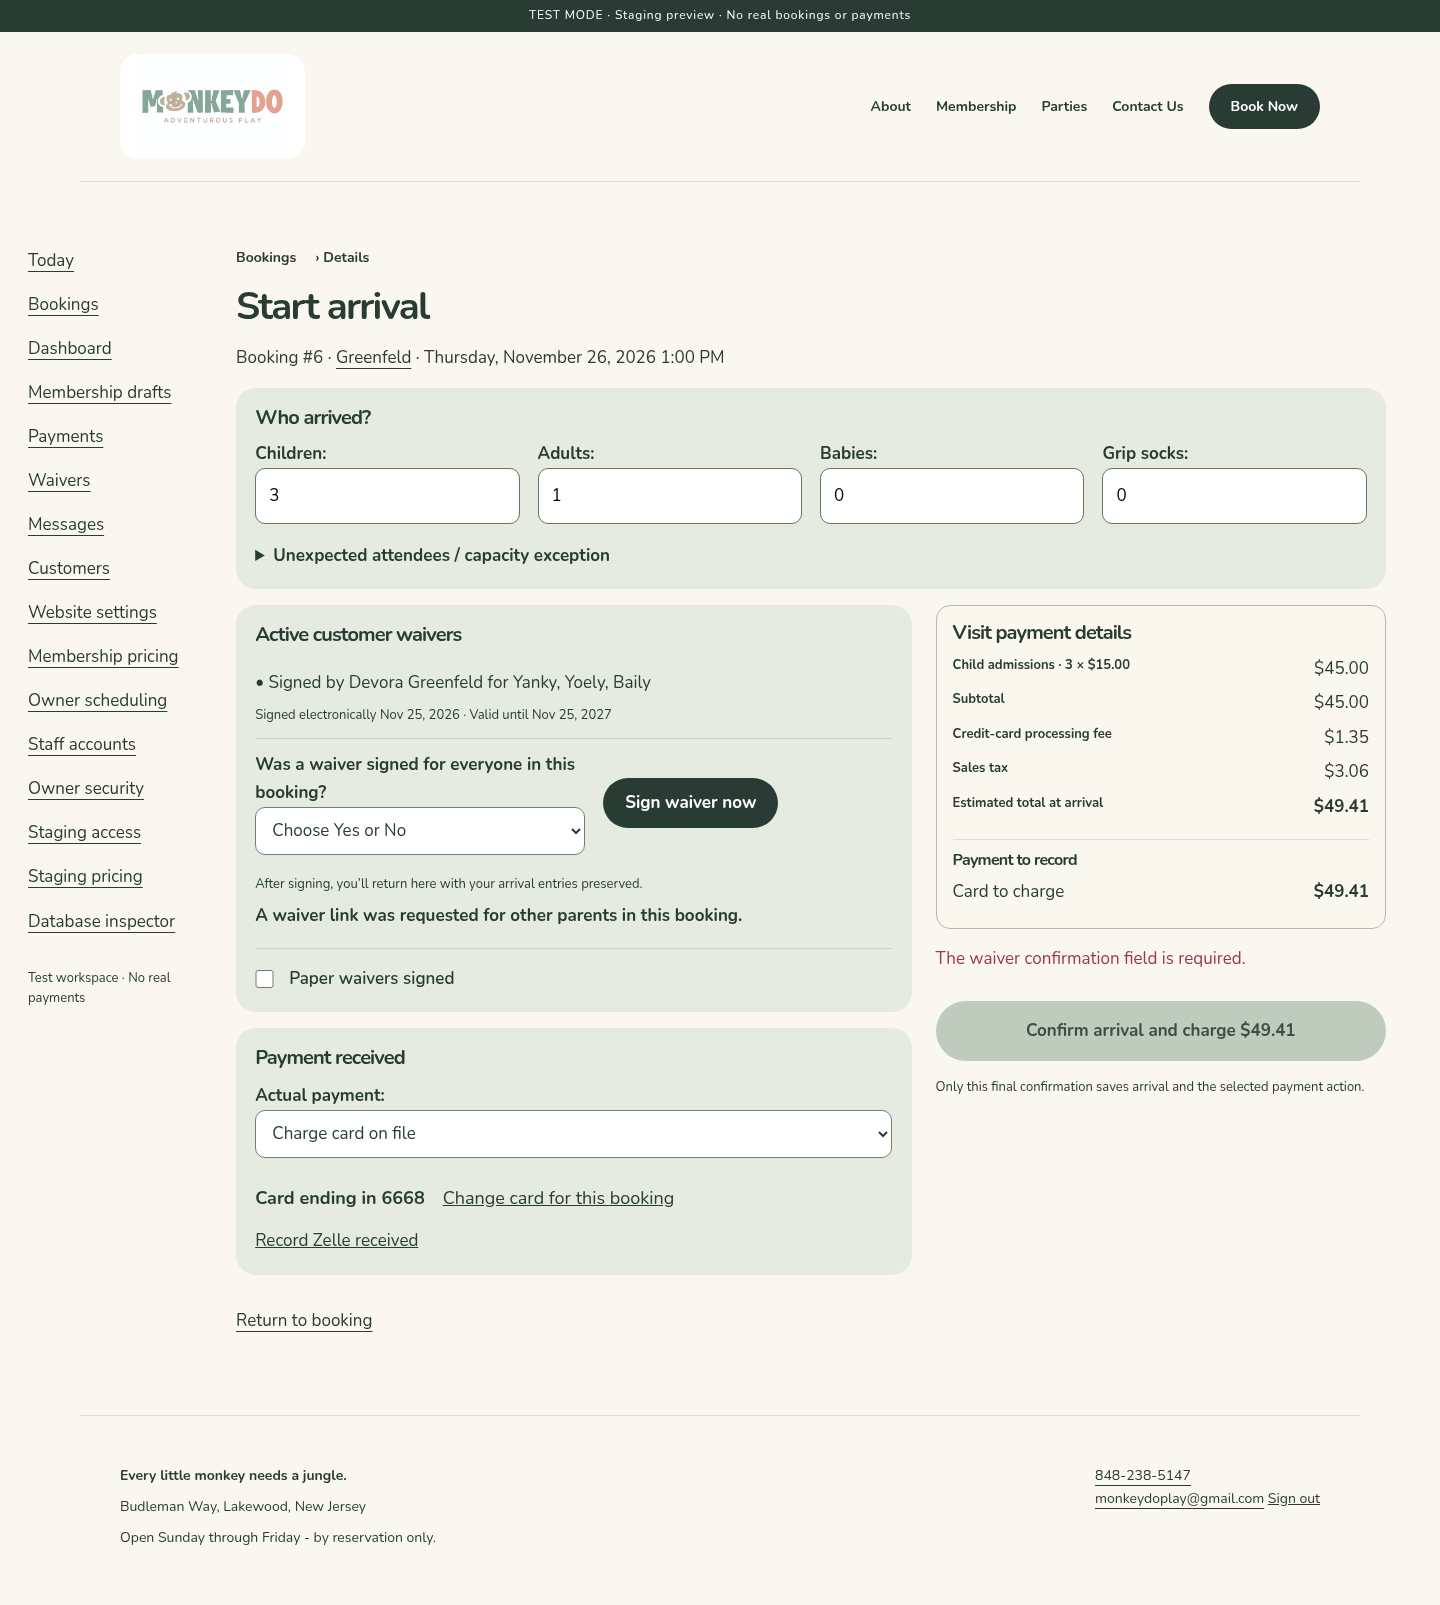 TEST MODE · Staging preview · No real bookings or payments
MONKEYDO
ADVENTUROUS PLAY
About
Membership
Parties
Contact Us
Book Now
Today
Bookings
Dashboard
Membership drafts
Payments
Waivers
Messages
Customers
Website settings
Membership pricing
Owner scheduling
Staff accounts
Owner security
Staging access
Staging pricing
Database inspector
Test workspace · No real
payments
Bookings › Details
Start arrival
Booking #6 · Greenfeld · Thursday, November 26, 2026 1:00 PM
Who arrived?
Children:
3
Adults:
1
Babies:
0
Grip socks:
0
Unexpected attendees / capacity exception
Active customer waivers
• Signed by Devora Greenfeld for Yanky, Yoely, Baily
Signed electronically Nov 25, 2026 · Valid until Nov 25, 2027
Was a waiver signed for everyone in this
booking?
Choose Yes or No
Sign waiver now
After signing, you’ll return here with your arrival entries preserved.
A waiver link was requested for other parents in this booking.
Paper waivers signed
Payment received
Actual payment:
Charge card on file
Card ending in 6668 Change card for this booking
Record Zelle received
Return to booking
Visit payment details
Child admissions · 3 × $15.00 $45.00
Subtotal $45.00
Credit-card processing fee $1.35
Sales tax $3.06
Estimated total at arrival $49.41
Payment to record
Card to charge $49.41
The waiver confirmation field is required.
Confirm arrival and charge $49.41
Only this final confirmation saves arrival and the selected payment action.
Every little monkey needs a jungle.
Budleman Way, Lakewood, New Jersey
Open Sunday through Friday - by reservation only.
848-238-5147
monkeydoplay@gmail.com Sign out